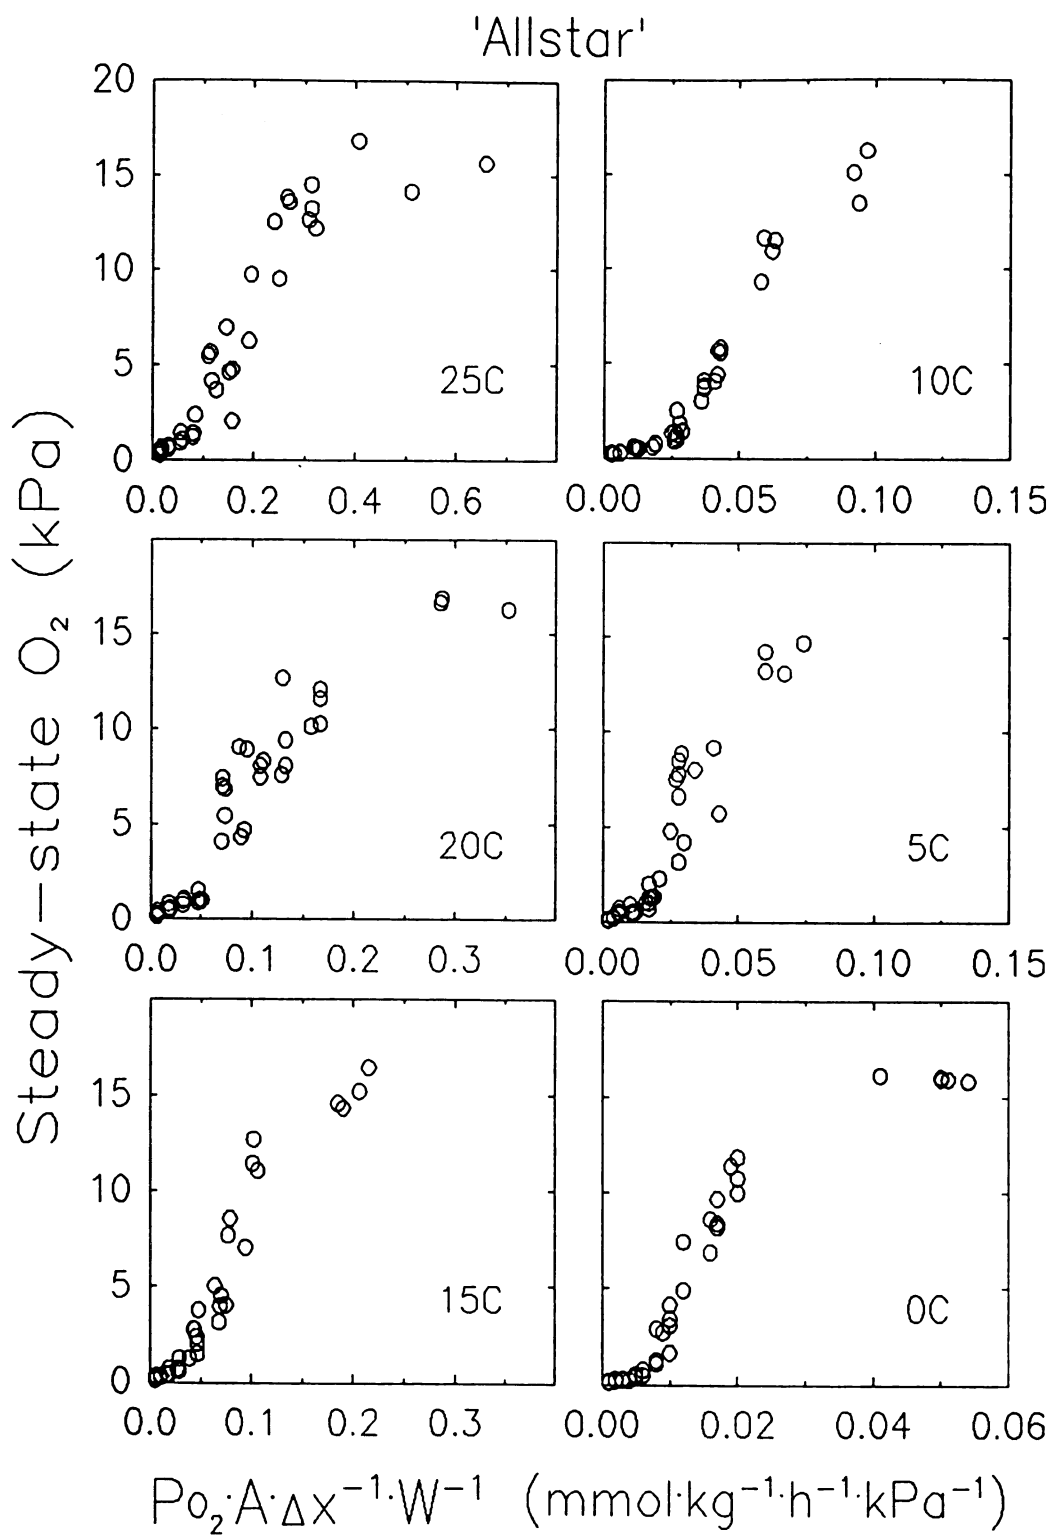 'Allstar'
20
15
10
5
0
25C
10C
0.0 0.2 0.4 0.6
0.00 0.05 0.10 0.15
Steady-state O₂ (kPa)
15
10
5
0
20C
5C
0.0 0.1 0.2 0.3
0.00 0.05 0.10 0.15
15
10
5
0
15C
0C
0.0 0.1 0.2 0.3
0.00 0.02 0.04 0.06
Po₂·A·Δx⁻¹·W⁻¹ (mmol·kg⁻¹·h⁻¹·kPa⁻¹)